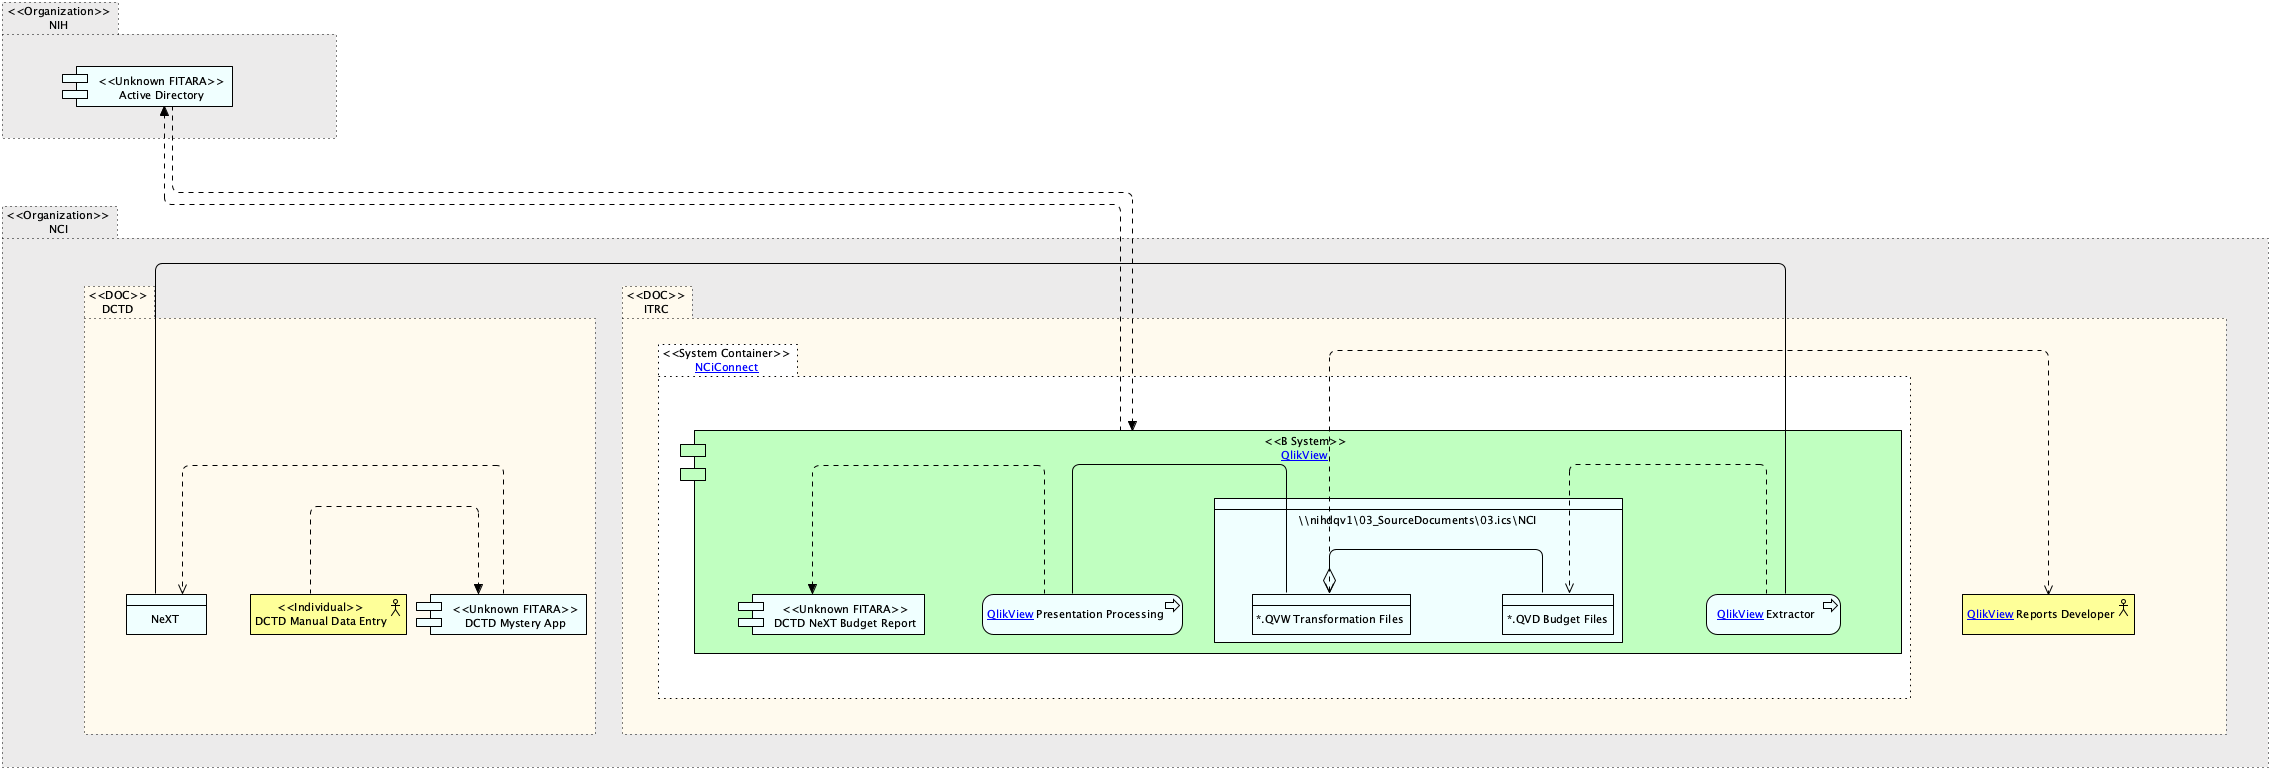 <<Organization>>
NIH
<<Unknown FITARA>>
Active Directory
<<Organization>>
NCI
<<DOC>>
DCTD
<<DOC>>
ITRC
<<System Container>>
NCiConnect
<<B System>>
QlikView
\\nihdqv1\03_SourceDocuments\03.ics\NCI
NeXT
<<Individual>>
DCTD Manual Data Entry
<<Unknown FITARA>>
DCTD Mystery App
<<Unknown FITARA>>
DCTD NeXT Budget Report
QlikView Presentation Processing
*.QVW Transformation Files
*.QVD Budget Files
QlikView Extractor
QlikView Reports Developer